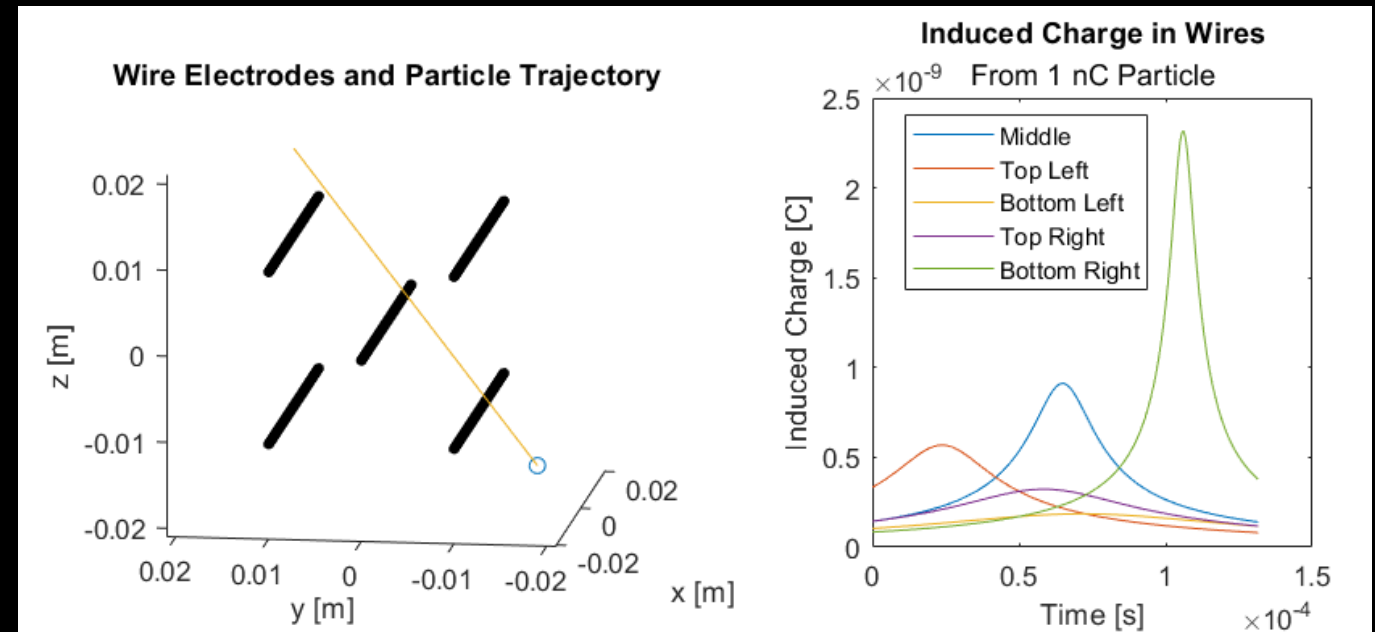 Wire Electrodes and Particle Trajectory
0.02
0.01
0
-0.01
-0.02
z [m]
0.02
0.01
0
-0.01
-0.02
y [m]
0.02
0
-0.02
x [m]
Induced Charge in Wires
From 1 nC Particle
×10-9
2.5
2
1.5
1
0.5
0
Induced Charge [C]
Middle
Top Left
Bottom Left
Top Right
Bottom Right
0
0.5
1
1.5
Time [s]
×10-4